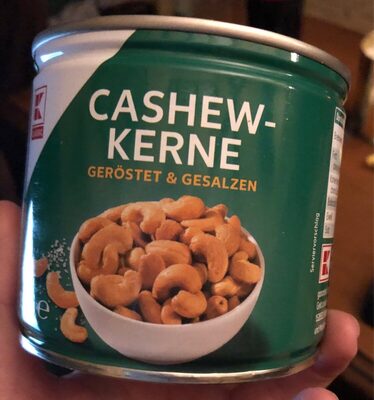 K
CASHEW-
KERNE
GERÖSTET & GESALZEN
Serviervorschlag
K
e